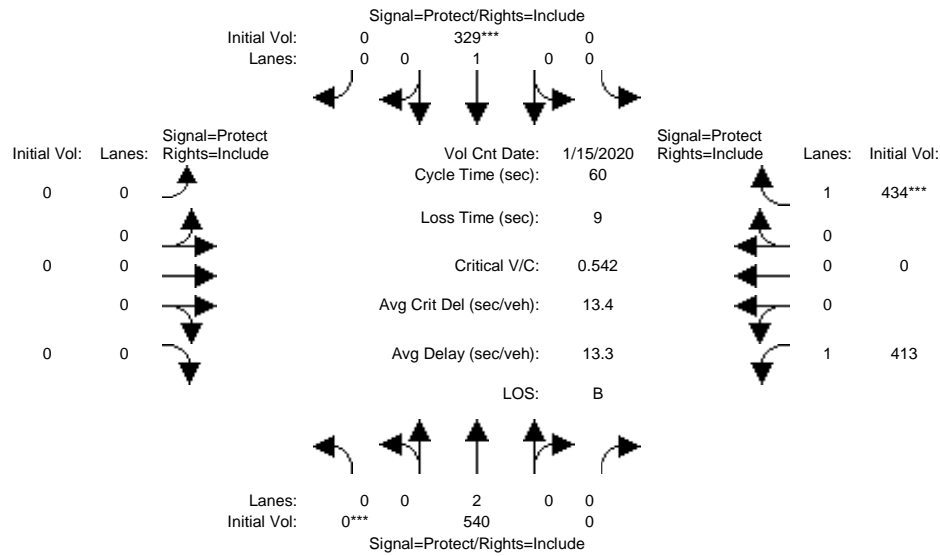 Signal=Protect/Rights=Include
Initial Vol: 0 329*** 0
Lanes: 0 0 1 0 0
Signal=Protect
Initial Vol: Lanes: Rights=Include
Vol Cnt Date: 1/15/2020
Signal=Protect
Rights=Include Lanes: Initial Vol:
Cycle Time (sec): 60
0 0 1 434***
Loss Time (sec): 9
0 0
0 0 Critical V/C: 0.542 0 0
0 Avg Crit Del (sec/veh): 13.4 0
0 0 Avg Delay (sec/veh): 13.3 1 413
LOS: B
Lanes: 0 0 2 0 0
Initial Vol: 0*** 540 0
Signal=Protect/Rights=Include